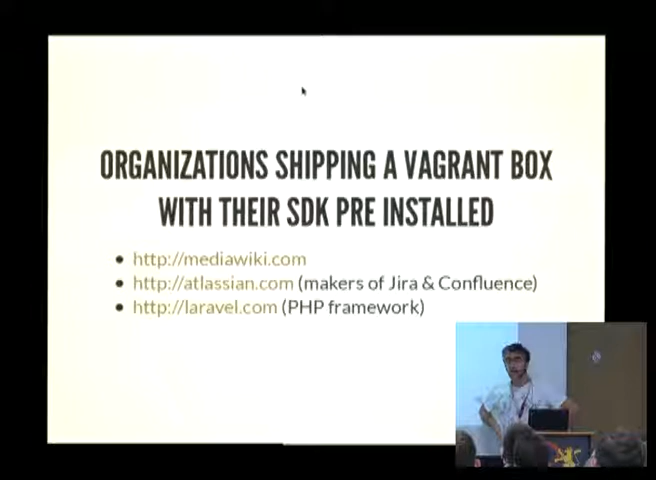 ORGANIZATIONS SHIPPING A VAGRANT BOX
WITH THEIR SDK PRE INSTALLED
http://mediawiki.com
http://atlassian.com (makers of Jira & Confluence)
http://laravel.com (PHP framework)